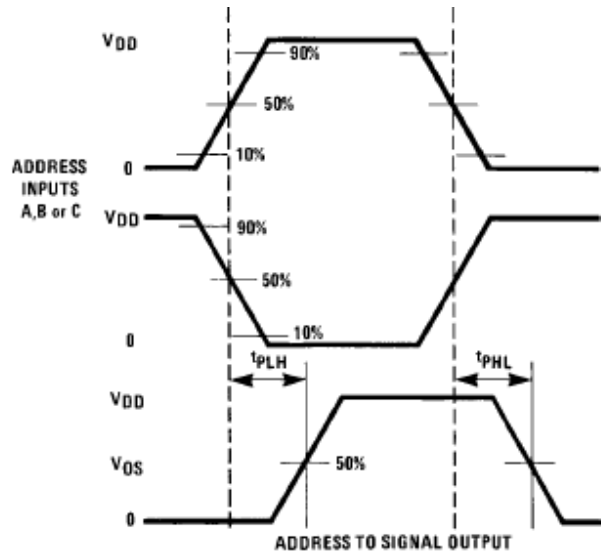 VDD
90%
50%
10%
ADDRESS
INPUTS
A,B or C
0
VDD
90%
50%
10%
0
tPLH
tPHL
VDD
VOS
50%
0
ADDRESS TO SIGNAL OUTPUT